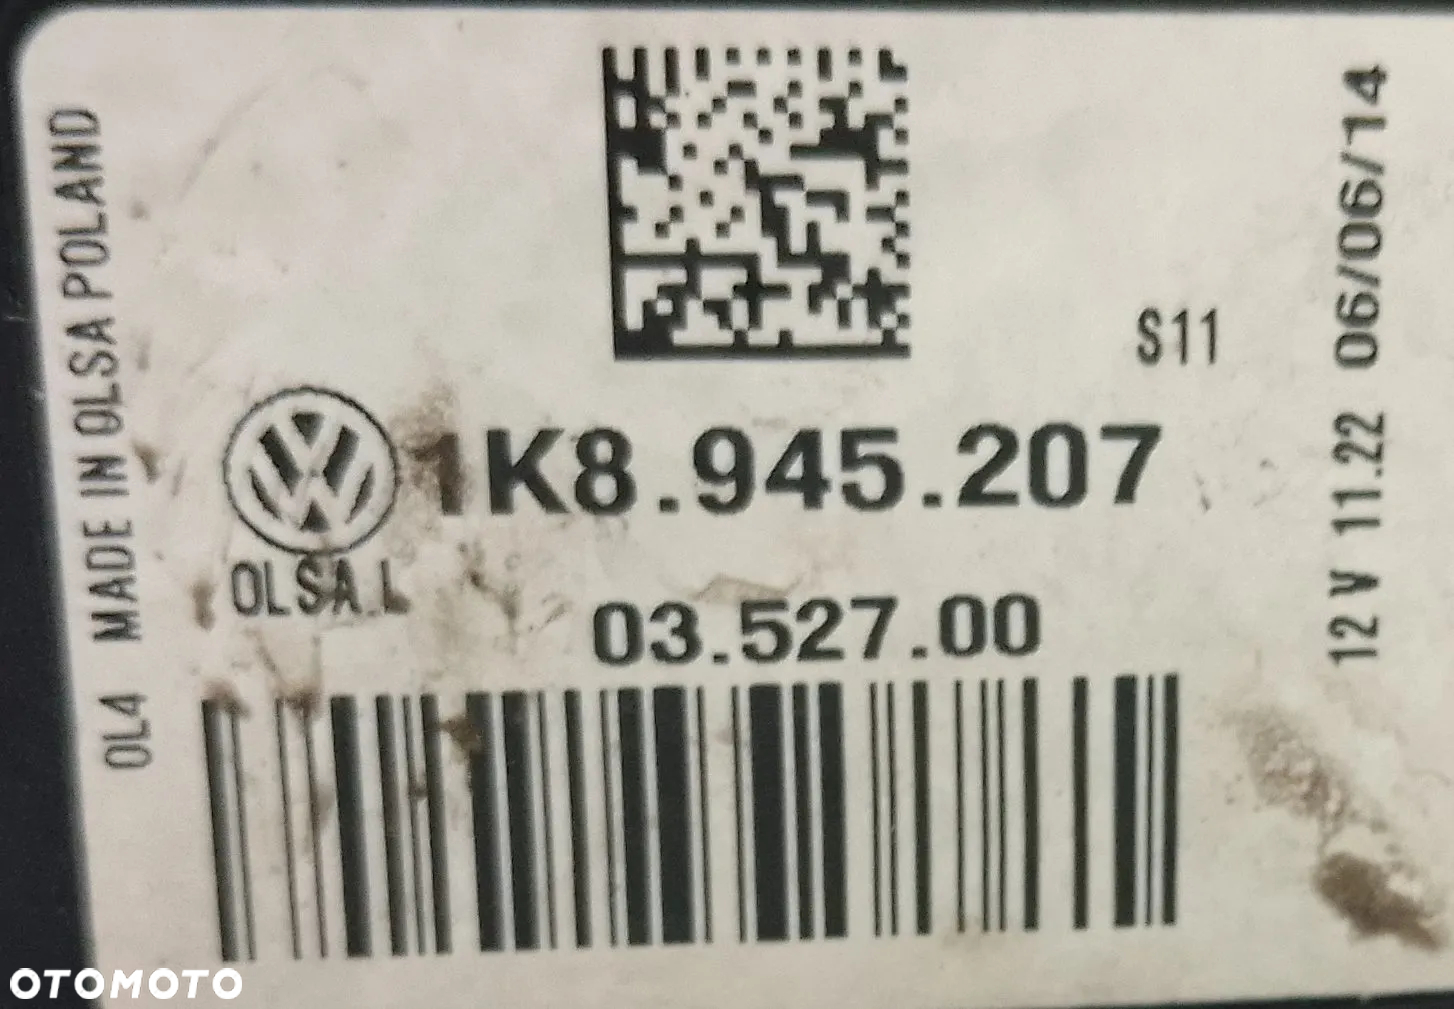 OL4 MADE IN OLSA POLAND
S11
1K8.945.207
OLSA.L
03.527.00
12 V 11.22 06/06/14
OTOMOTO